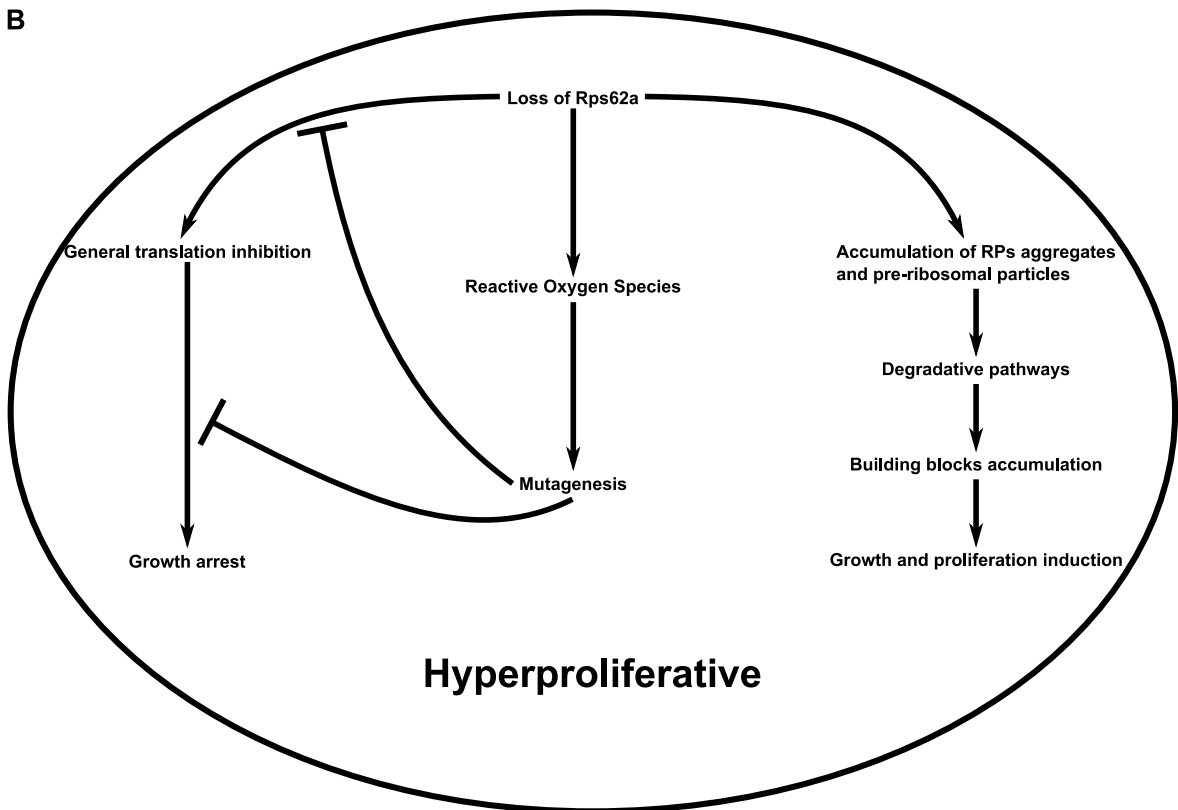 B
Loss of Rps62a
General translation inhibition
Accumulation of RPs aggregates
and pre-ribosomal particles
Reactive Oxygen Species
Degradative pathways
Building blocks accumulation
Mutagenesis
Growth arrest
Growth and proliferation induction
Hyperproliferative